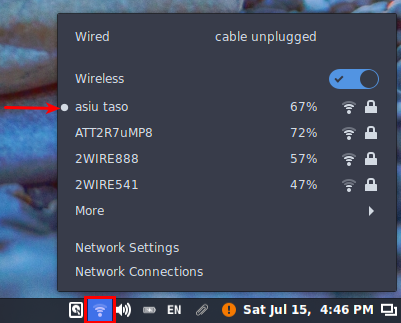 Wired cable unplugged
Wireless
asiu taso 67%
ATT2R7uMP8 72%
2WIRE888 57%
2WIRE541 47%
More
Network Settings
Network Connections
EN Sat Jul 15, 4:46 PM